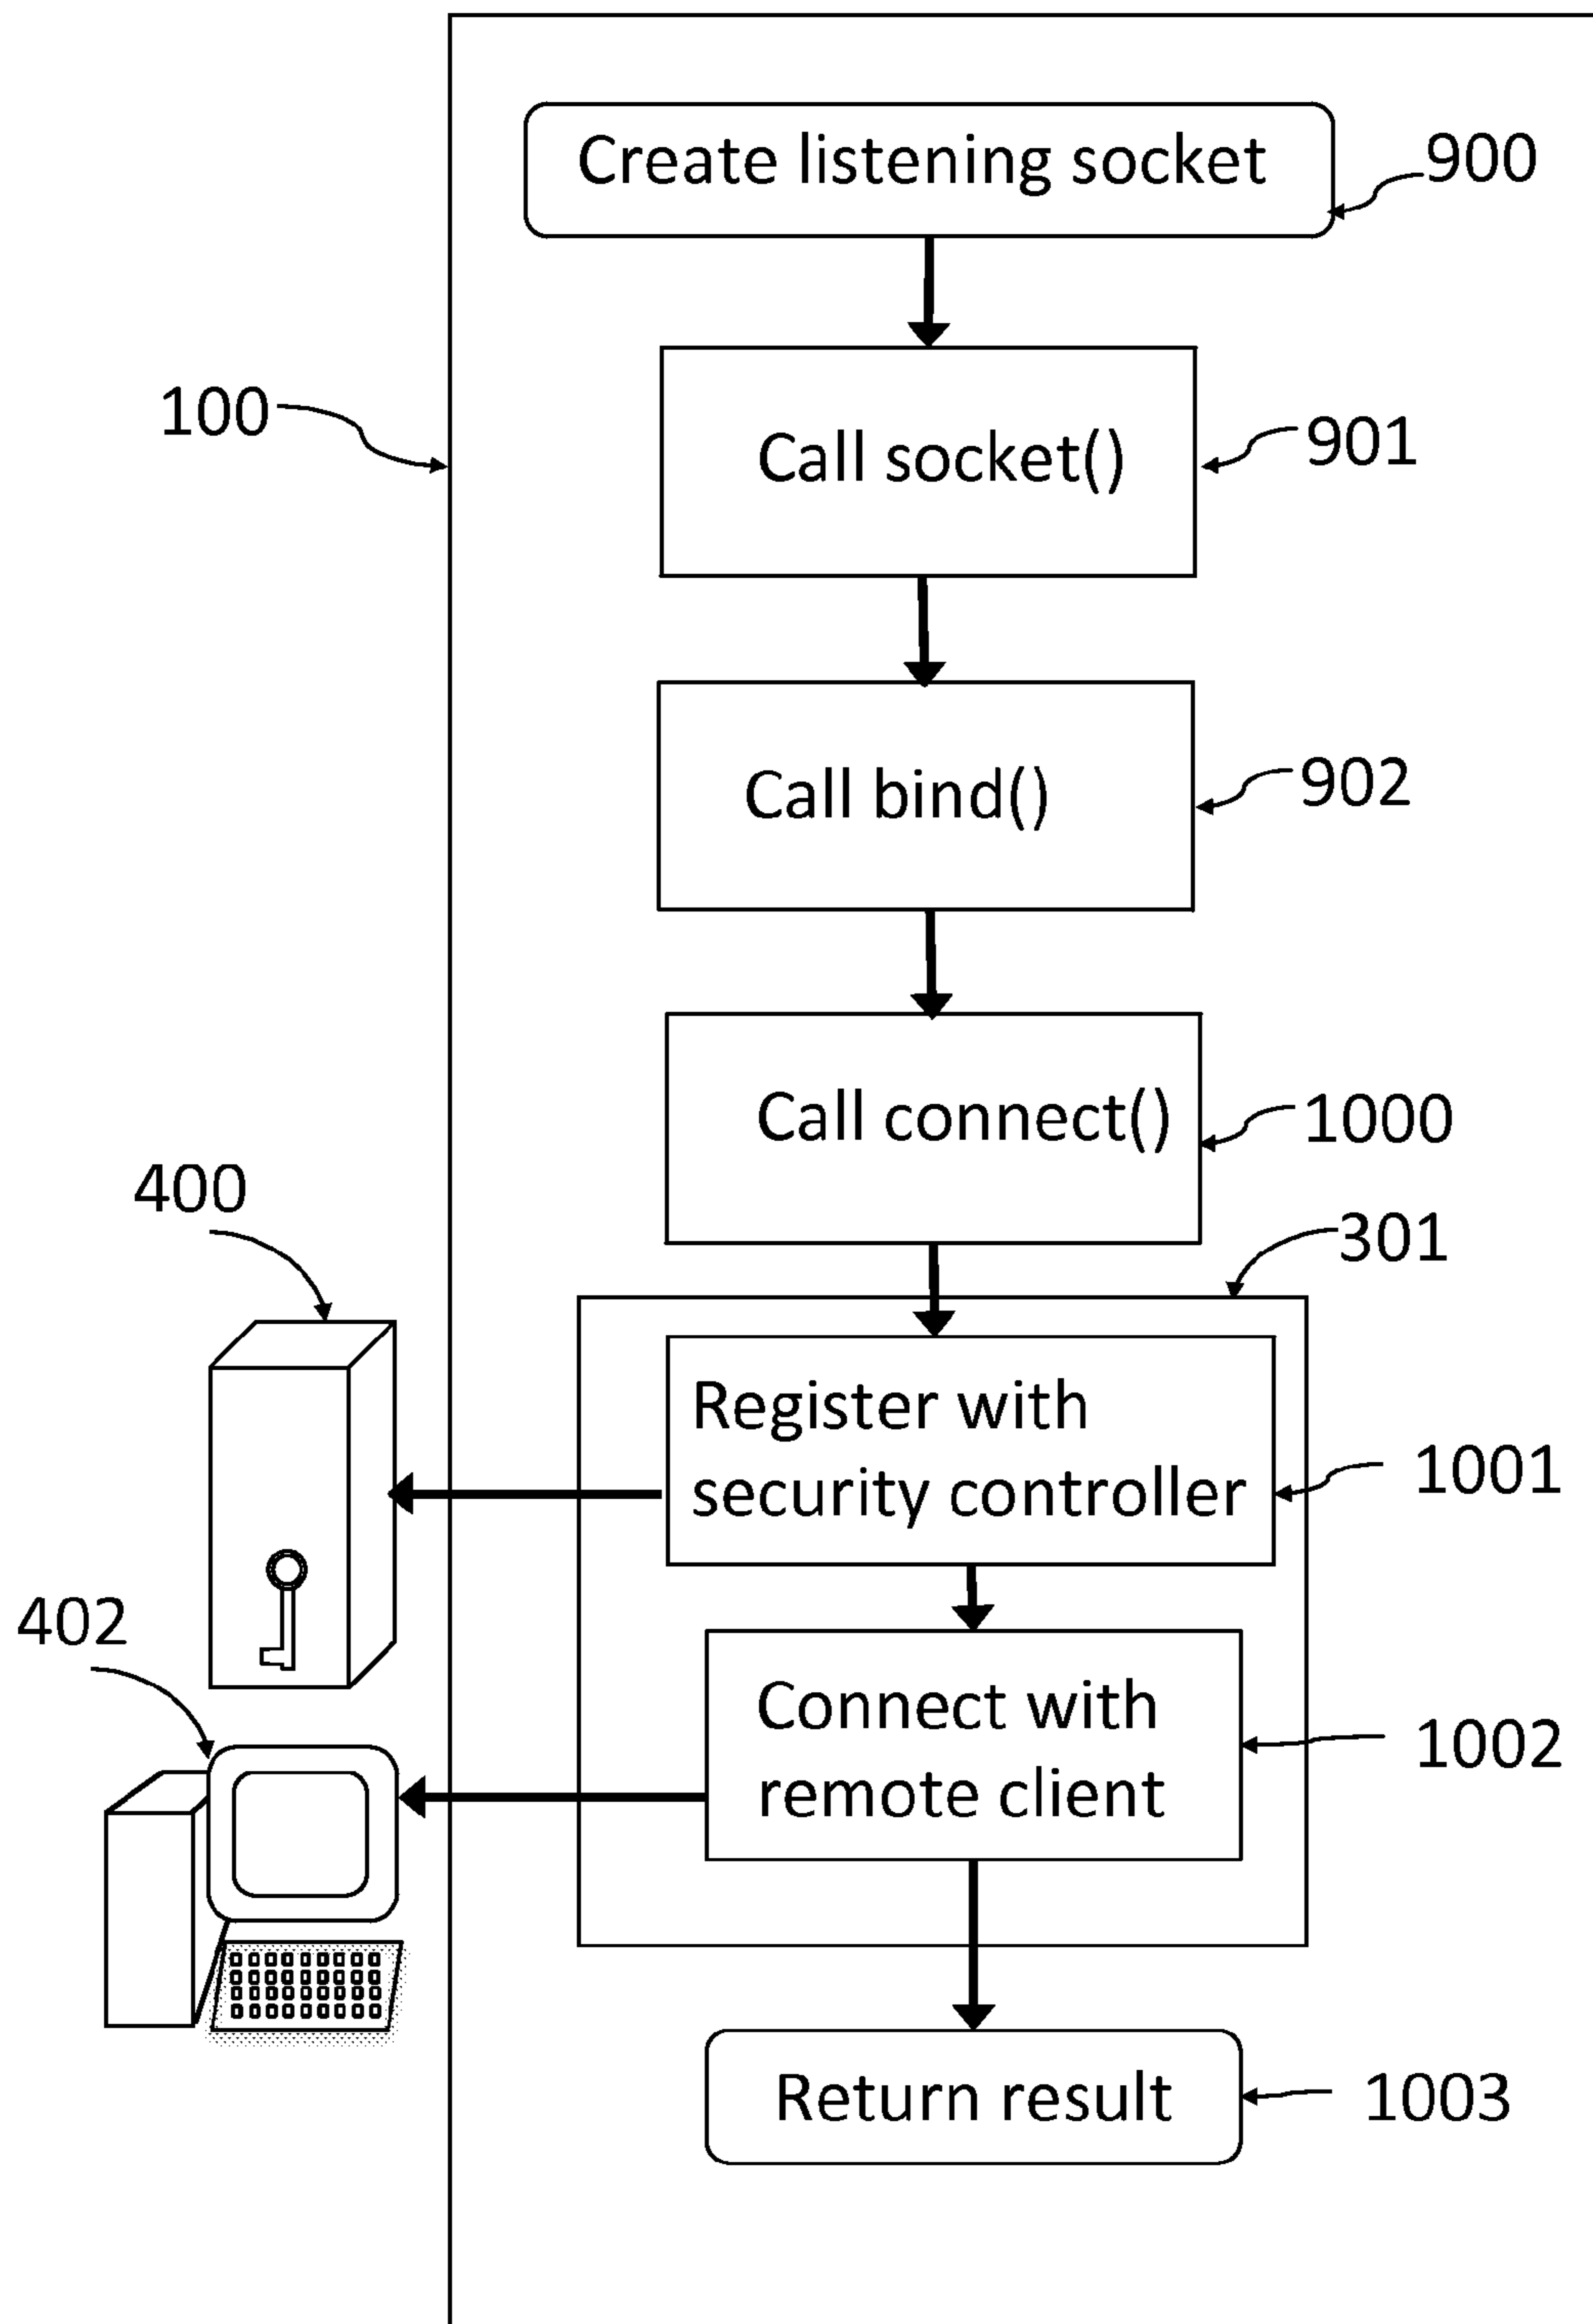 Create listening socket
900
100
Call socket()
901
Call bind()
902
Call connect()
1000
400
301
Register with
security controller
1001
402
Connect with
remote client
1002
Return result
1003